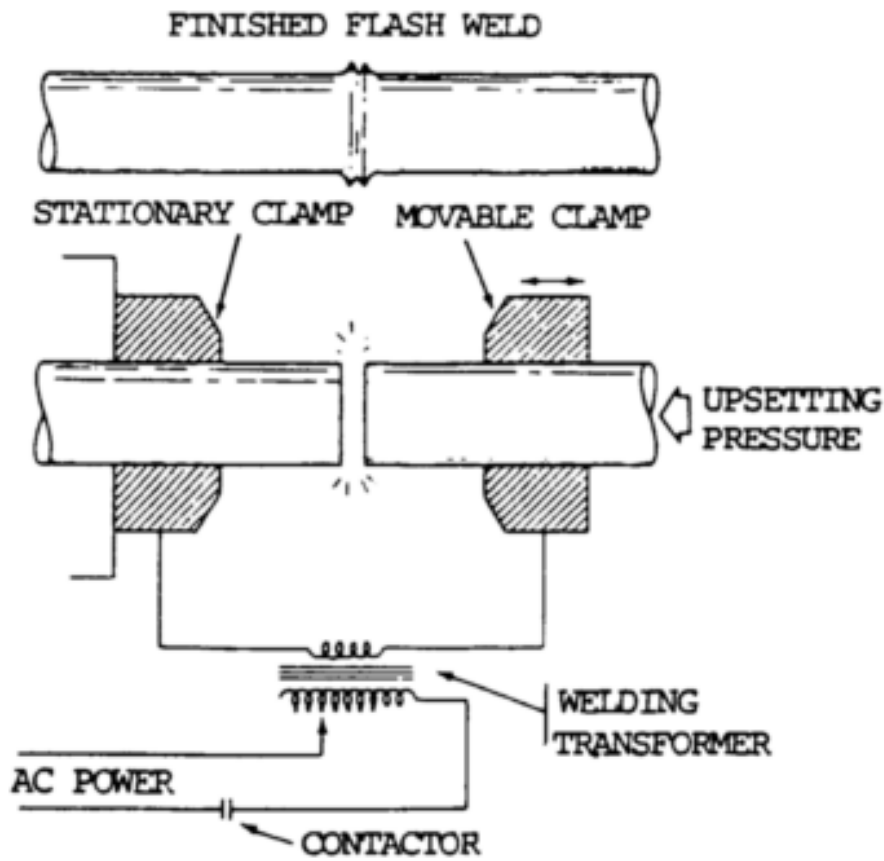 FINISHED FLASH WELD
STATIONARY CLAMP
MOVABLE CLAMP
UPSETTING
PRESSURE
WELDING
TRANSFORMER
AC POWER
CONTACTOR